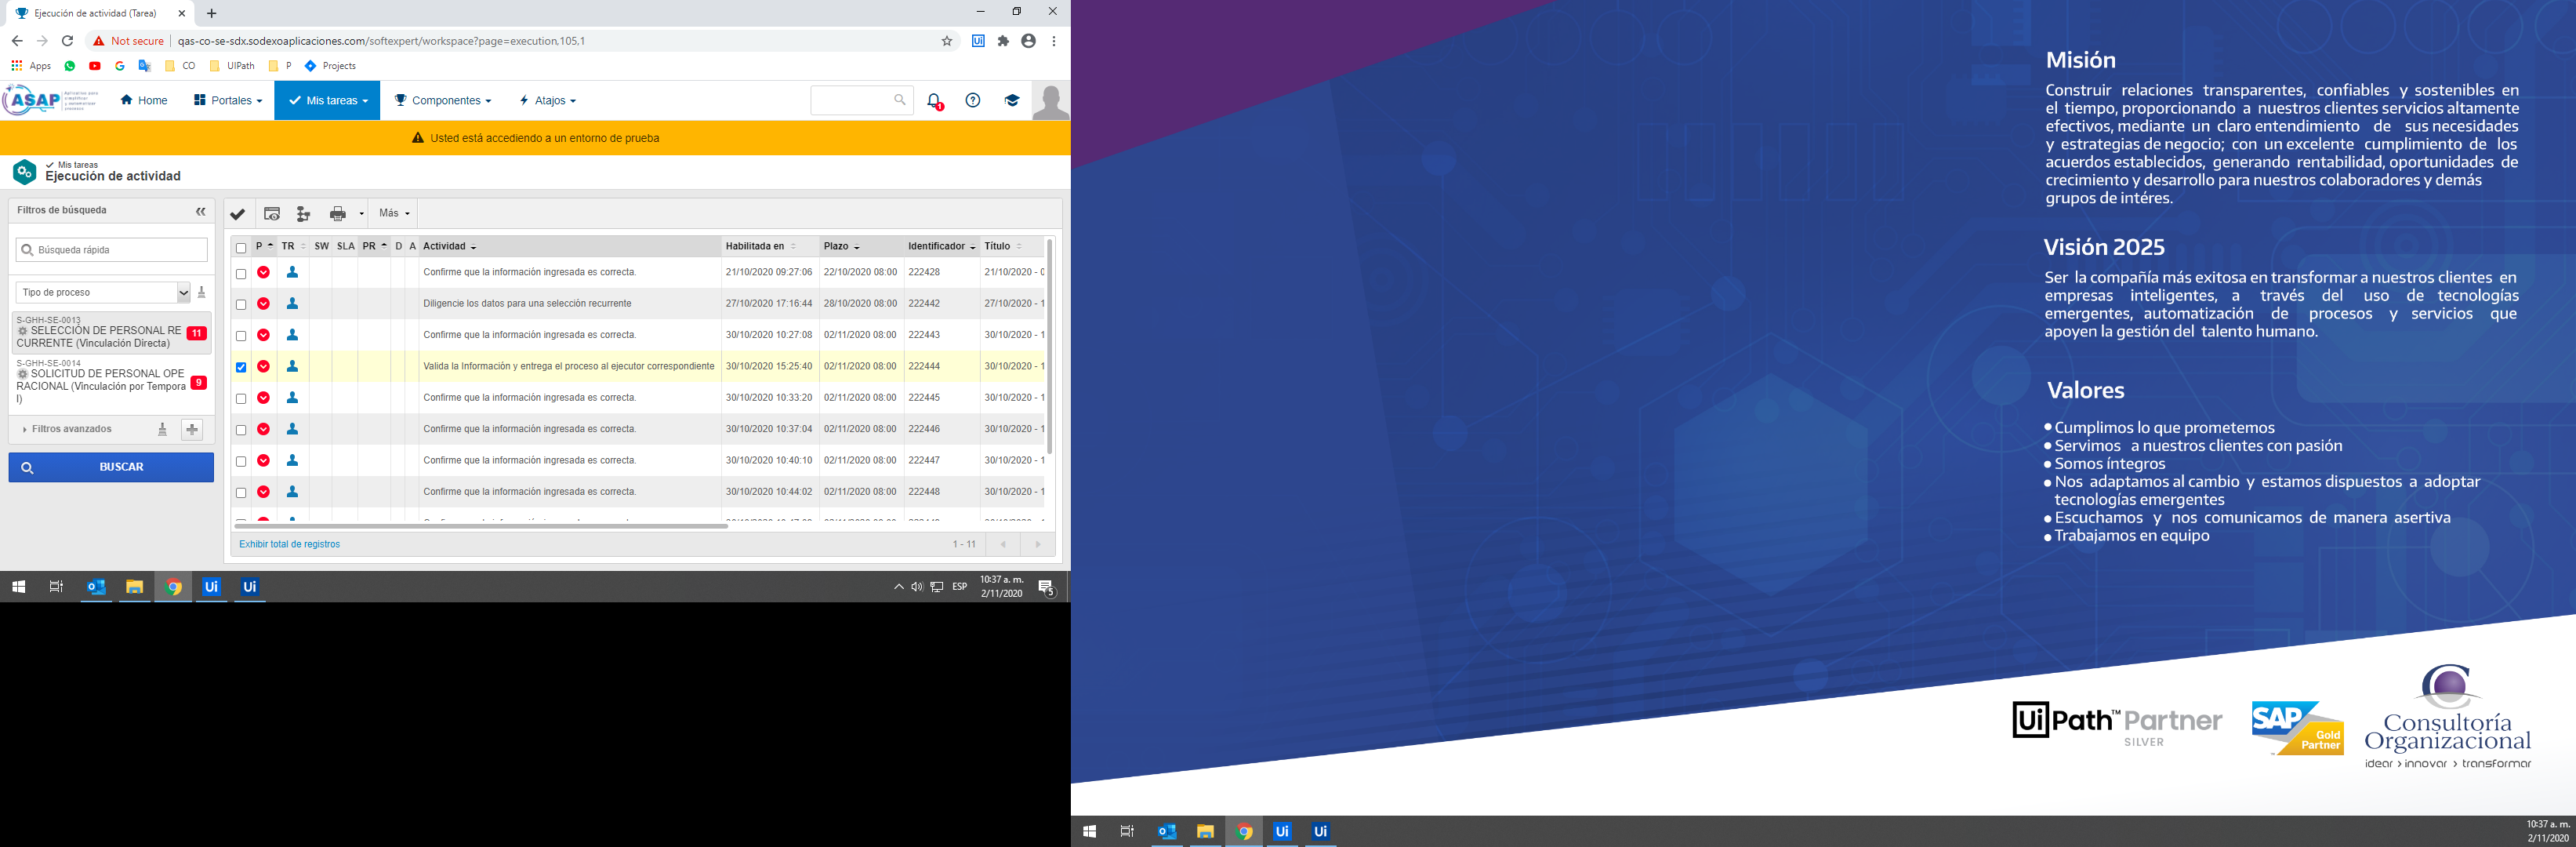 Ejecución de actividad (Tarea)
Not secure | qas-co-se-sdx.sodexoaplicaciones.com/softexpert/workspace?page=execution,105,1
Apps CO UIPath P Projects
ASAP Home Portales Mis tareas Componentes Atajos 1
Usted está accediendo a un entorno de prueba
Mis tareas
Ejecución de actividad
Filtros de búsqueda
Búsqueda rápida
Tipo de proceso
S-GHH-SE-0013
SELECCIÓN DE PERSONAL RE
CURRENTE (Vinculación Directa) 11
S-GHH-SE-0014
SOLICITUD DE PERSONAL OPE
RACIONAL (Vinculación por Tempora
l) 9
Filtros avanzados
BUSCAR
Más
P TR SW SLA PR D A Actividad Habilitada en Plazo Identificador Título
Confirme que la información ingresada es correcta. 21/10/2020 09:27:06 22/10/2020 08:00 222428 21/10/2020 - 0
Diligencie los datos para una selección recurrente 27/10/2020 17:16:44 28/10/2020 08:00 222442 27/10/2020 - 1
Confirme que la información ingresada es correcta. 30/10/2020 10:27:08 02/11/2020 08:00 222443 30/10/2020 - 1
Valida la Información y entrega el proceso al ejecutor correspondiente 30/10/2020 15:25:40 02/11/2020 08:00 222444 30/10/2020 - 1
Confirme que la información ingresada es correcta. 30/10/2020 10:33:20 02/11/2020 08:00 222445 30/10/2020 - 1
Confirme que la información ingresada es correcta. 30/10/2020 10:37:04 02/11/2020 08:00 222446 30/10/2020 - 1
Confirme que la información ingresada es correcta. 30/10/2020 10:40:10 02/11/2020 08:00 222447 30/10/2020 - 1
Confirme que la información ingresada es correcta. 30/10/2020 10:44:02 02/11/2020 08:00 222448 30/10/2020 - 1
Exhibir total de registros 1 - 11
Ui Ui ESP 10:37 a. m.
2/11/2020 5
Misión
Construir relaciones transparentes, confiables y sostenibles en
el tiempo, proporcionando a nuestros clientes servicios altamente
efectivos, mediante un claro entendimiento de sus necesidades
y estrategias de negocio; con un excelente cumplimiento de los
acuerdos establecidos, generando rentabilidad, oportunidades de
crecimiento y desarrollo para nuestros colaboradores y demás
grupos de intéres.
Visión 2025
Ser la compañía más exitosa en transformar a nuestros clientes en
empresas inteligentes, a través del uso de tecnologías
emergentes, automatización de procesos y servicios que
apoyen la gestión del talento humano.
Valores
Cumplimos lo que prometemos
Servimos a nuestros clientes con pasión
Somos íntegros
Nos adaptamos al cambio y estamos dispuestos a adoptar
tecnologías emergentes
Escuchamos y nos comunicamos de manera asertiva
Trabajamos en equipo
UiPath™ Partner
SILVER
SAP
Gold
Partner
Consultoría
Organizacional
idear > innovar > transformar
Ui Ui 10:37 a. m.
2/11/2020